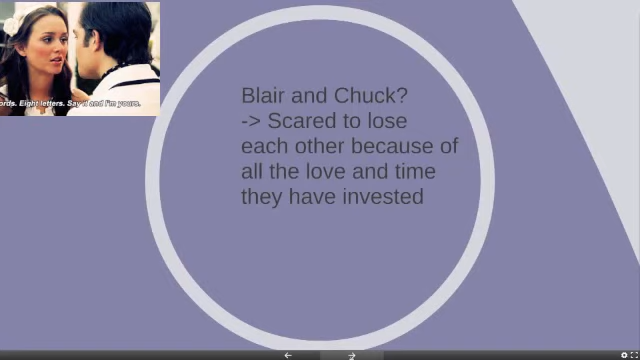 ords. Eight letters. Say it and I'm yours.
Blair and Chuck?
-> Scared to lose
each other because of
all the love and time
they have invested